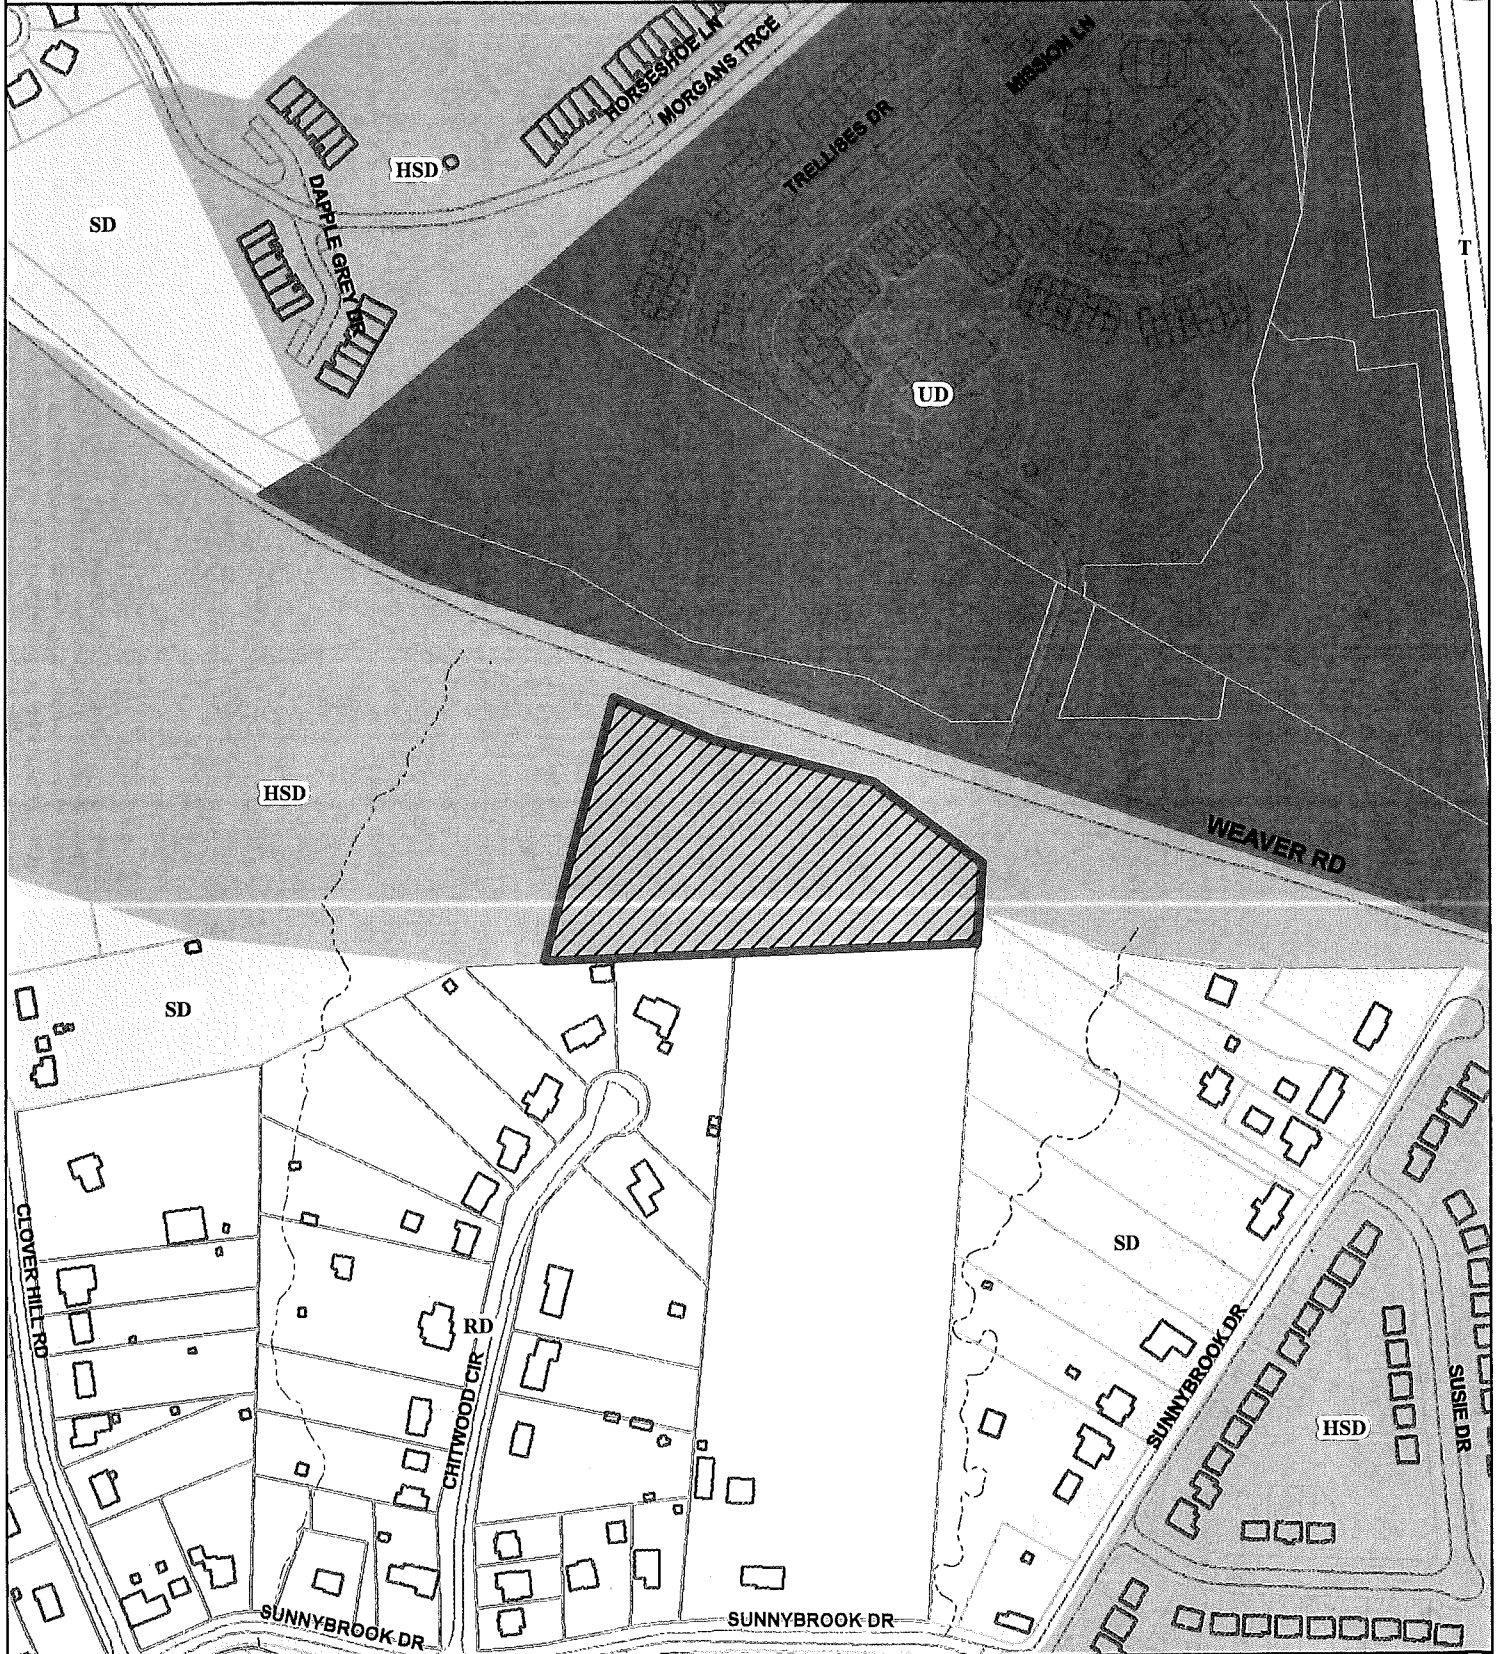 HORSESHOE LN
MORGANS TRCE
MISSION LN
TRELLISES DR
HSD
DAPPLE GREY DR
SD
T
UD
HSD
WEAVER RD
SD
SD
CLOVER HILL RD
RD
CHITWOOD CIR
SUNNYBROOK DR
SUSIE DR
HSD
SUNNYBROOK DR
SUNNYBROOK DR